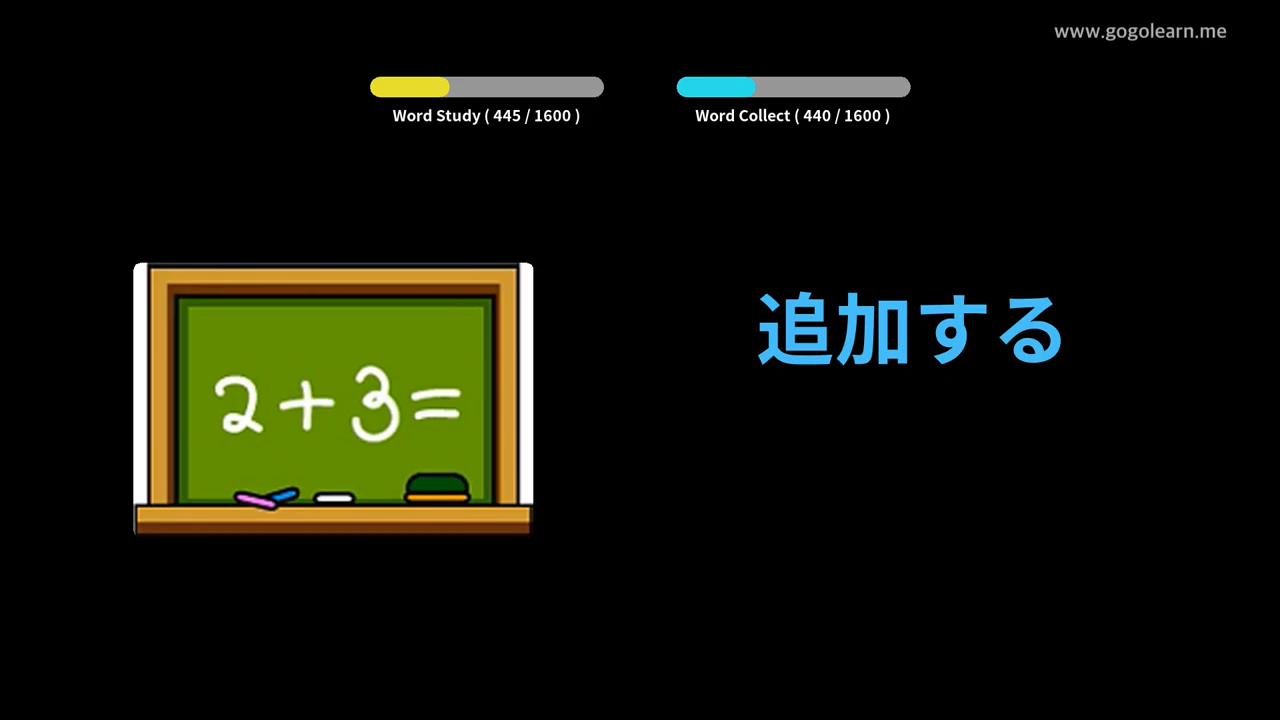 www.gogolearn.me
Word Study ( 445 / 1600 )
Word Collect ( 440 / 1600 )
追加する
2+3=